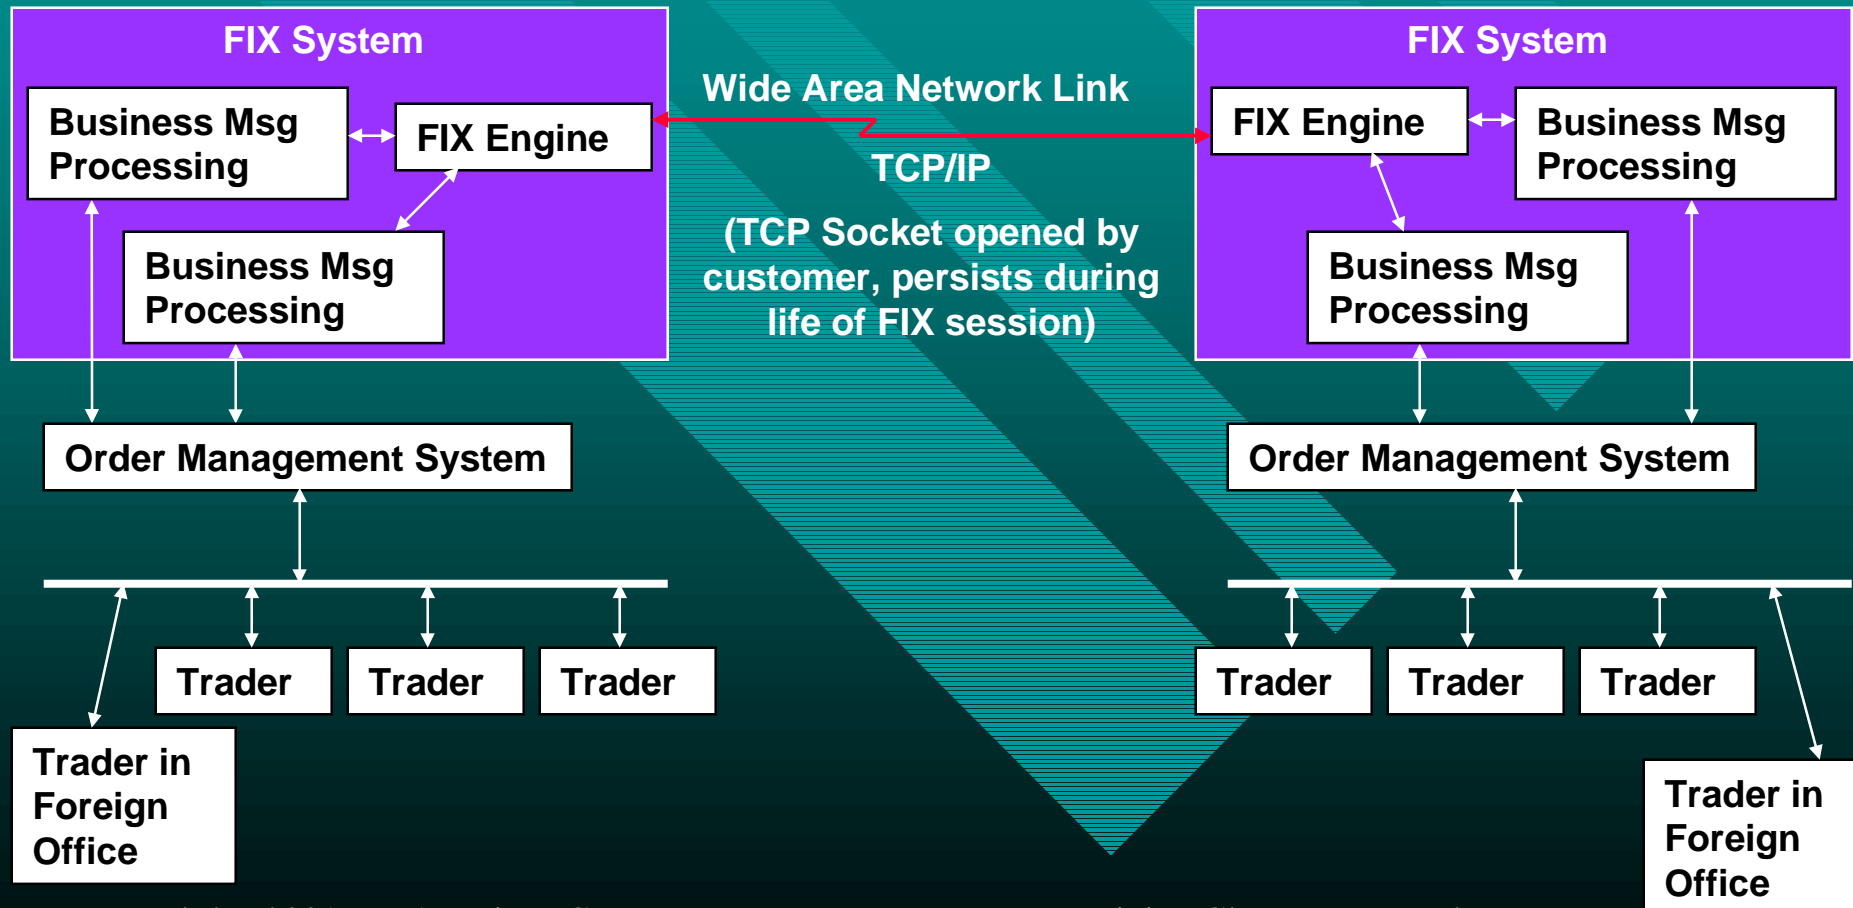 FIX System
Business Msg
Processing
FIX Engine
Business Msg
Processing
Wide Area Network Link
TCP/IP
(TCP Socket opened by
customer, persists during
life of FIX session)
FIX System
FIX Engine
Business Msg
Processing
Business Msg
Processing
Order Management System
Order Management System
Trader
Trader
Trader
Trader in
Foreign
Office
Trader
Trader
Trader
Trader in
Foreign
Office